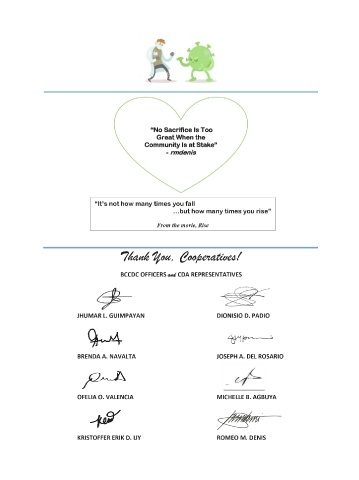 “No Sacrifice Is Too
Great When the
Community Is at Stake”
- rmdenis
“It’s not how many times you fall
…but how many times you rise”
From the movie, Rise
Thank You, Cooperatives!
BCCDC OFFICERS and CDA REPRESENTATIVES
JHUMAR L. GUIMPAYAN DIONISIO D. PADIO
BRENDA A. NAVALTA JOSEPH A. DEL ROSARIO
OFELIA O. VALENCIA MICHELLE B. AGBUYA
KRISTOFFER ERIK D. UY ROMEO M. DENIS